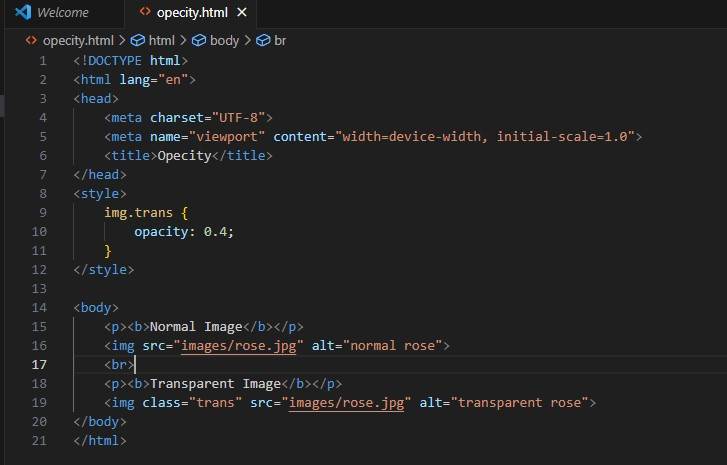 Welcome
<> opecity.html ×
<> opecity.html > html > body > br
1 <!DOCTYPE html>
2 <html lang="en">
3 <head>
4     <meta charset="UTF-8">
5     <meta name="viewport" content="width=device-width, initial-scale=1.0">
6     <title>Opecity</title>
7 </head>
8 <style>
9     img.trans {
10         opacity: 0.4;
11     }
12 </style>
13
14 <body>
15     <p><b>Normal Image</b></p>
16     <img src="images/rose.jpg" alt="normal rose">
17     <br>
18     <p><b>Transparent Image</b></p>
19     <img class="trans" src="images/rose.jpg" alt="transparent rose">
20 </body>
21 </html>